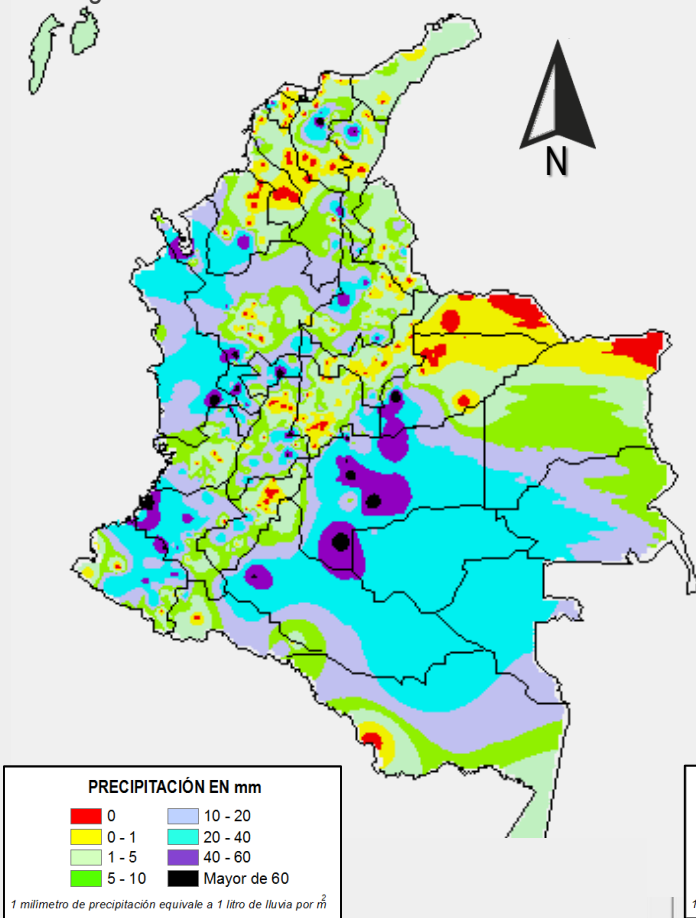 N
PRECIPITACIÓN EN mm
0
10 - 20
0 - 1
20 - 40
1 - 5
40 - 60
5 - 10
Mayor de 60
1 milímetro de precipitación equivale a 1 litro de lluvia por m²